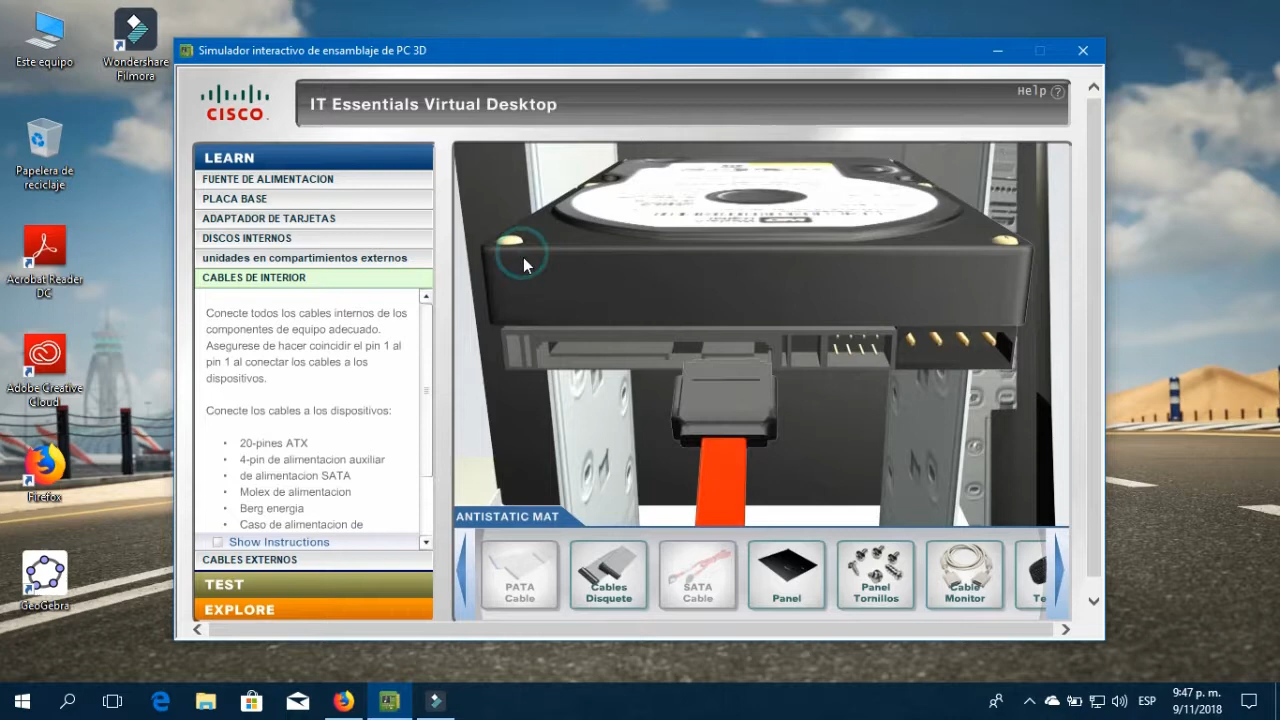 Este equipo
Wondershare
Filmora
Papelera de
reciclaje
Acrobat Reader
DC
Adobe Creative
Cloud
Firefox
GeoGebra
Simulador interactivo de ensamblaje de PC 3D
CISCO
IT Essentials Virtual Desktop
Help ?
LEARN
FUENTE DE ALIMENTACION
PLACA BASE
ADAPTADOR DE TARJETAS
DISCOS INTERNOS
unidades en compartimientos externos
CABLES DE INTERIOR
Conecte todos los cables internos de los
componentes de equipo adecuado.
Asegurese de hacer coincidir el pin 1 al
pin 1 al conectar los cables a los
dispositivos.
Conecte los cables a los dispositivos:
• 20-pines ATX
• 4-pin de alimentacion auxiliar
• de alimentacion SATA
• Molex de alimentacion
• Berg energia
• Caso de alimentacion de
Show Instructions
CABLES EXTERNOS
TEST
EXPLORE
ANTISTATIC MAT
PATA
Cable
Cables
Disquete
SATA
Cable
Panel
Panel
Tornillos
Cable
Monitor
Te
ESP
9:47 p. m.
9/11/2018